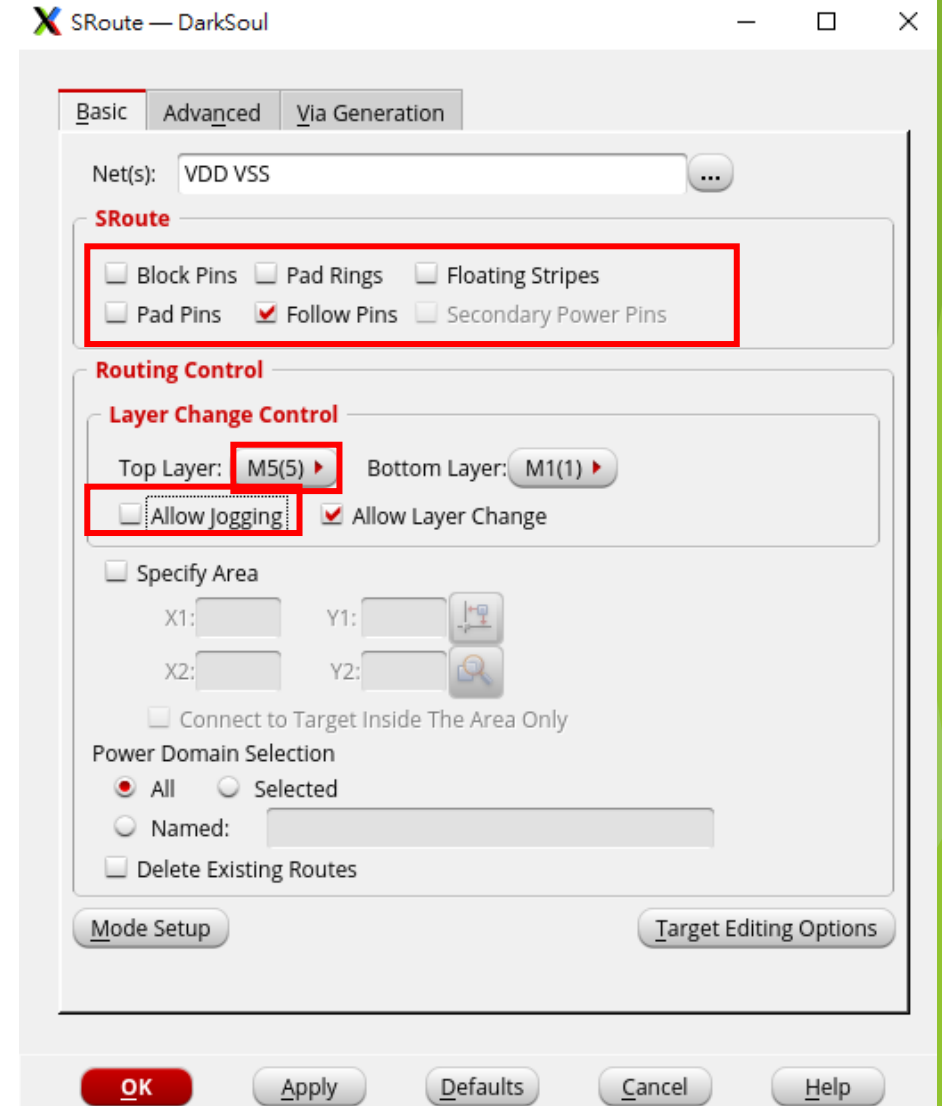 SRoute — DarkSoul
Basic Advanced Via Generation
Net(s): VDD VSS ...
SRoute
Block Pins Pad Rings Floating Stripes
Pad Pins Follow Pins Secondary Power Pins
Routing Control
Layer Change Control
Top Layer: M5(5) Bottom Layer: M1(1)
Allow Jogging Allow Layer Change
Specify Area
X1: Y1:
X2: Y2:
Connect to Target Inside The Area Only
Power Domain Selection
All Selected
Named:
Delete Existing Routes
Mode Setup Target Editing Options
OK Apply Defaults Cancel Help